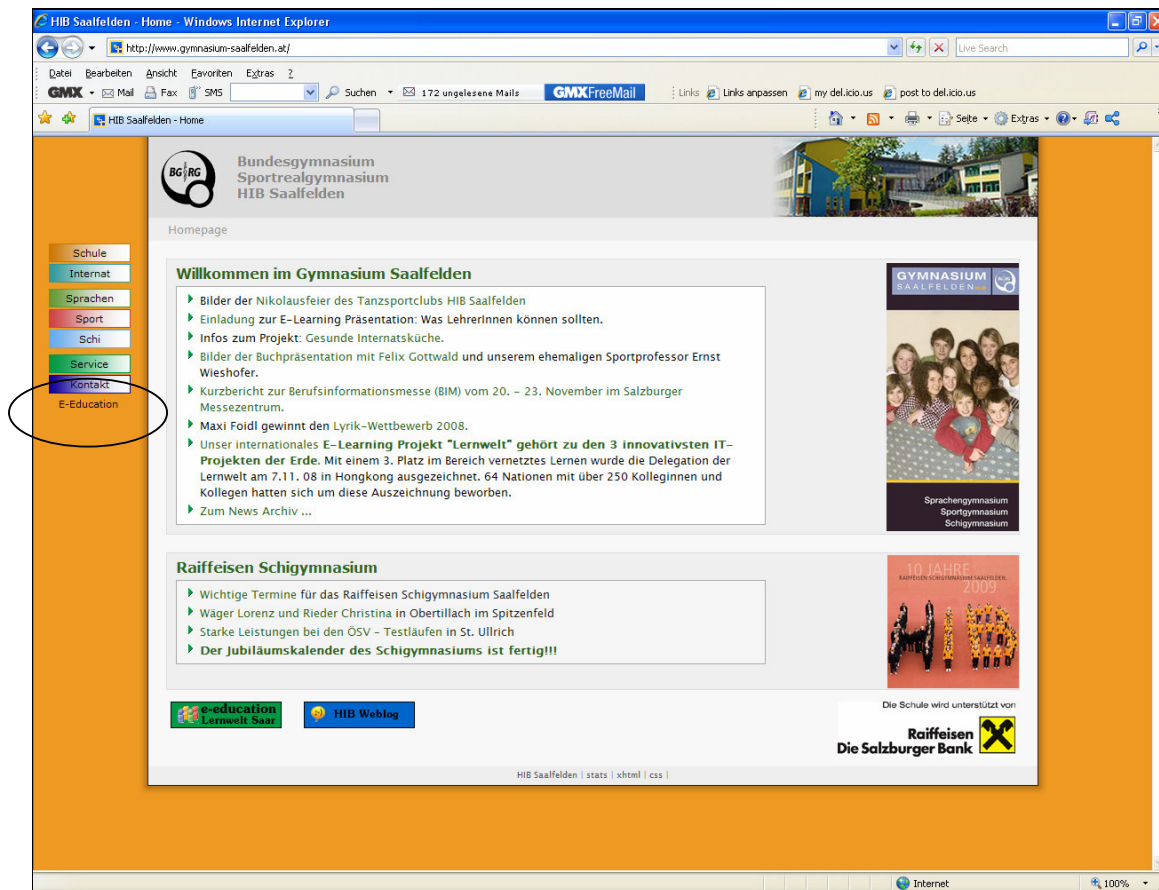 HIB Saalfelden - Home - Windows Internet Explorer
http://www.gymnasium-saalfelden.at/
Live Search
Datei Bearbeiten Ansicht Favoriten Extras ?
GMX Mail Fax SMS Suchen 172 ungelesene Mails GMXFreeMail Links Links anpassen my del.icio.us post to del.icio.us
HIB Saalfelden - Home Seite Extras
BG RG
Bundesgymnasium
Sportrealgymnasium
HIB Saalfelden
Homepage
Schule
Internat
Sprachen
Sport
Schi
Service
Kontakt
E-Education
Willkommen im Gymnasium Saalfelden
Bilder der Nikolausfeier des Tanzsportclubs HIB Saalfelden
Einladung zur E-Learning Präsentation: Was LehrerInnen können sollten.
Infos zum Projekt: Gesunde Internatsküche.
Bilder der Buchpräsentation mit Felix Gottwald und unserem ehemaligen Sportprofessor Ernst
Wieshofer.
Kurzbericht zur Berufsinformationsmesse (BIM) vom 20. - 23. November im Salzburger
Messezentrum.
Maxi Foidl gewinnt den Lyrik-Wettbewerb 2008.
Unser internationales E-Learning Projekt "Lernwelt" gehört zu den 3 innovativsten IT-
Projekten der Erde. Mit einem 3. Platz im Bereich vernetztes Lernen wurde die Delegation der
Lernwelt am 7.11. 08 in Hongkong ausgezeichnet. 64 Nationen mit über 250 Kolleginnen und
Kollegen hatten sich um diese Auszeichnung beworben.
Zum News Archiv ...
GYMNASIUM
SAALFELDEN
Sprachengymnasium
Sportgymnasium
Schigymnasium
Raiffeisen Schigymnasium
Wichtige Termine für das Raiffeisen Schigymnasium Saalfelden
Wäger Lorenz und Rieder Christina in Obertillach im Spitzenfeld
Starke Leistungen bei den ÖSV - Testläufen in St. Ullrich
Der Jubiläumskalender des Schigymnasiums ist fertig!!!
10 JAHRE
RAIFFEISEN SCHIGYMNASIUM SAALFELDEN
2009
HIB
e-education
Lernwelt Saar
HIB Weblog
Die Schule wird unterstützt von
Raiffeisen
Die Salzburger Bank
HIB Saalfelden | stats | xhtml | css |
Internet 100%